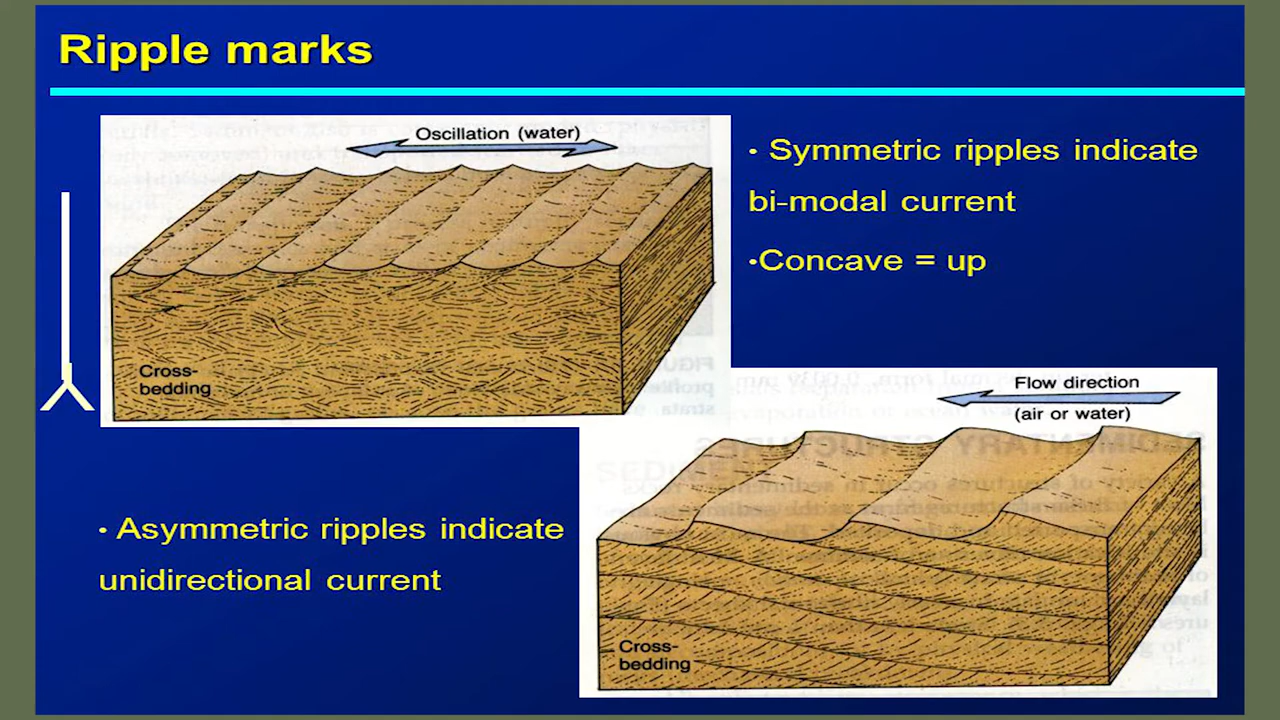 Ripple marks
Oscillation (water)
Cross-
bedding
• Symmetric ripples indicate
bi-modal current
•Concave = up
Flow direction
(air or water)
Cross-
bedding
• Asymmetric ripples indicate
unidirectional current